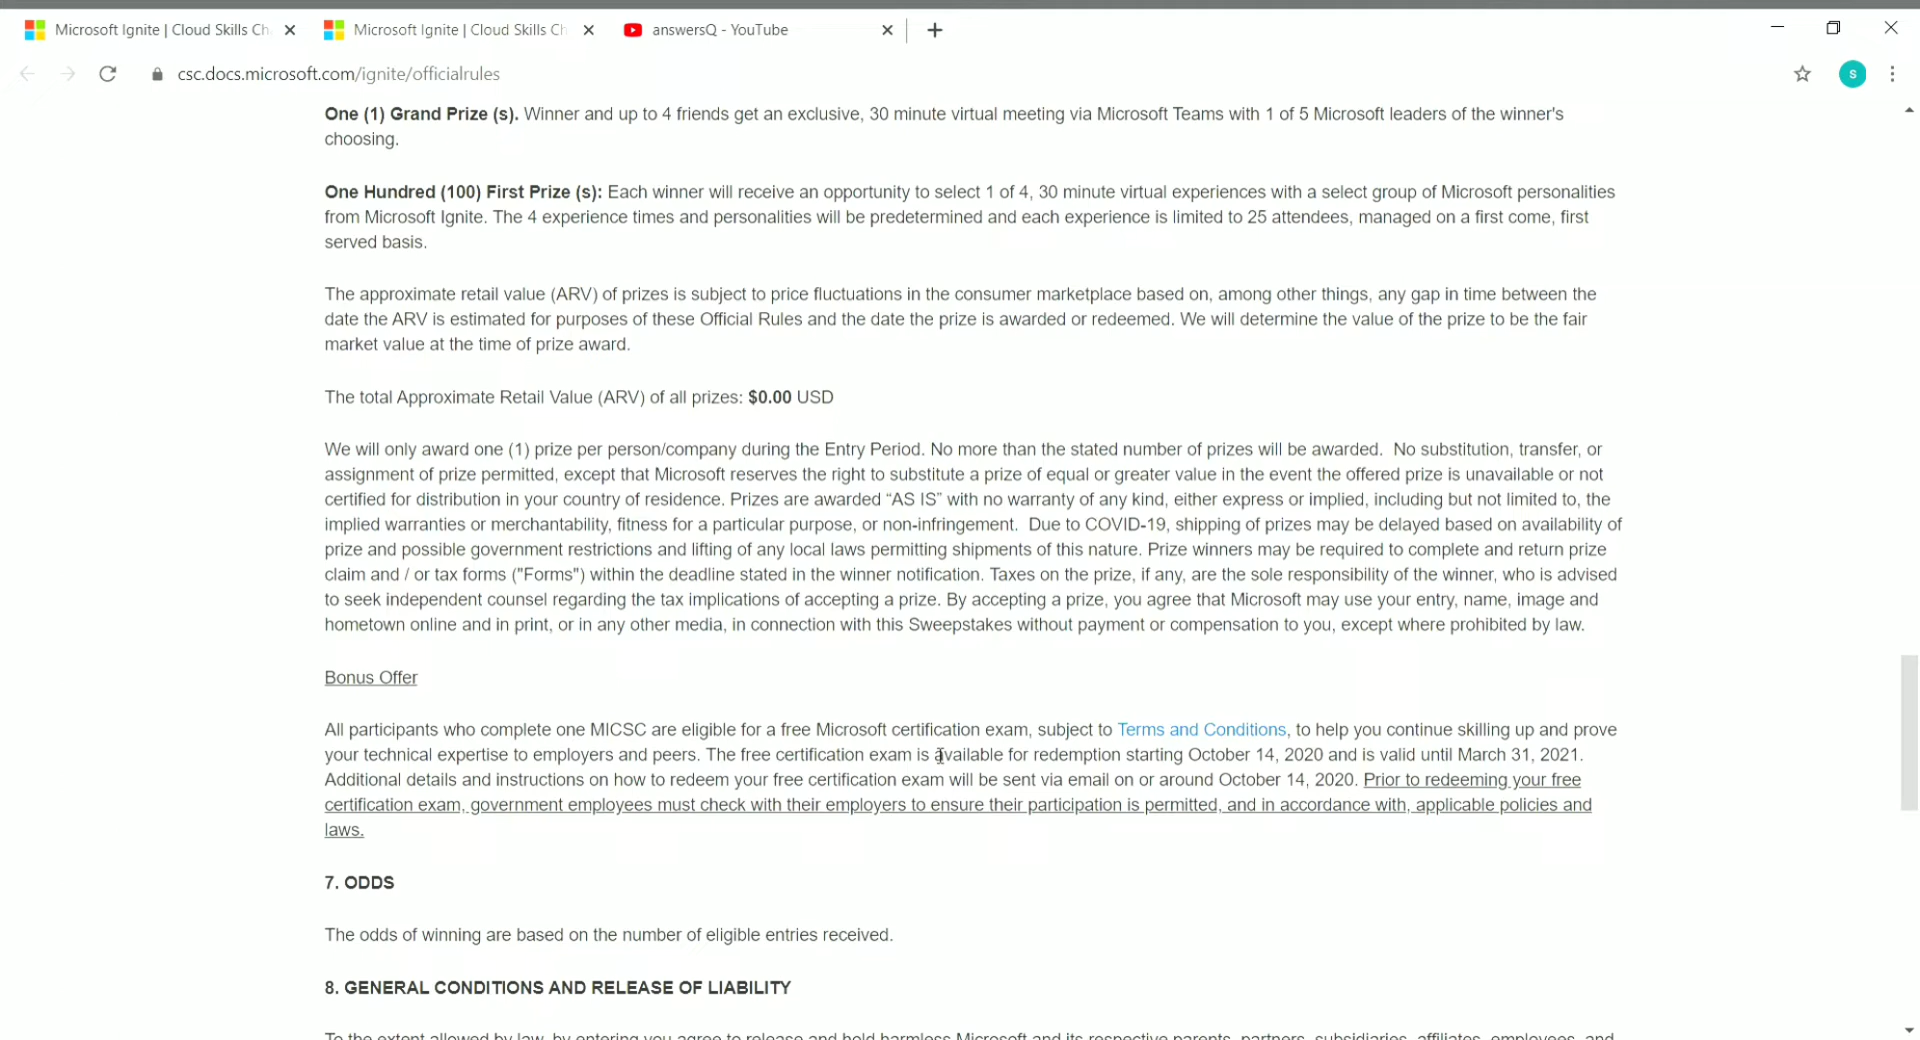 Microsoft Ignite | Cloud Skills Ch
Microsoft Ignite | Cloud Skills Ch
answersQ - YouTube
csc.docs.microsoft.com/ignite/officialrules
S
One (1) Grand Prize (s). Winner and up to 4 friends get an exclusive, 30 minute virtual meeting via Microsoft Teams with 1 of 5 Microsoft leaders of the winner's
choosing.
One Hundred (100) First Prize (s): Each winner will receive an opportunity to select 1 of 4, 30 minute virtual experiences with a select group of Microsoft personalities
from Microsoft Ignite. The 4 experience times and personalities will be predetermined and each experience is limited to 25 attendees, managed on a first come, first
served basis.
The approximate retail value (ARV) of prizes is subject to price fluctuations in the consumer marketplace based on, among other things, any gap in time between the
date the ARV is estimated for purposes of these Official Rules and the date the prize is awarded or redeemed. We will determine the value of the prize to be the fair
market value at the time of prize award.
The total Approximate Retail Value (ARV) of all prizes: $0.00 USD
We will only award one (1) prize per person/company during the Entry Period. No more than the stated number of prizes will be awarded. No substitution, transfer, or
assignment of prize permitted, except that Microsoft reserves the right to substitute a prize of equal or greater value in the event the offered prize is unavailable or not
certified for distribution in your country of residence. Prizes are awarded “AS IS” with no warranty of any kind, either express or implied, including but not limited to, the
implied warranties or merchantability, fitness for a particular purpose, or non-infringement. Due to COVID-19, shipping of prizes may be delayed based on availability of
prize and possible government restrictions and lifting of any local laws permitting shipments of this nature. Prize winners may be required to complete and return prize
claim and / or tax forms ("Forms") within the deadline stated in the winner notification. Taxes on the prize, if any, are the sole responsibility of the winner, who is advised
to seek independent counsel regarding the tax implications of accepting a prize. By accepting a prize, you agree that Microsoft may use your entry, name, image and
hometown online and in print, or in any other media, in connection with this Sweepstakes without payment or compensation to you, except where prohibited by law.
Bonus Offer
All participants who complete one MICSC are eligible for a free Microsoft certification exam, subject to Terms and Conditions, to help you continue skilling up and prove
your technical expertise to employers and peers. The free certification exam is available for redemption starting October 14, 2020 and is valid until March 31, 2021.
Additional details and instructions on how to redeem your free certification exam will be sent via email on or around October 14, 2020. Prior to redeeming your free
certification exam, government employees must check with their employers to ensure their participation is permitted, and in accordance with, applicable policies and
laws.
7. ODDS
The odds of winning are based on the number of eligible entries received.
8. GENERAL CONDITIONS AND RELEASE OF LIABILITY
To the extent allowed by law, by entering you agree to release and hold harmless Microsoft and its respective parents, partners, subsidiaries, affiliates, employees, and